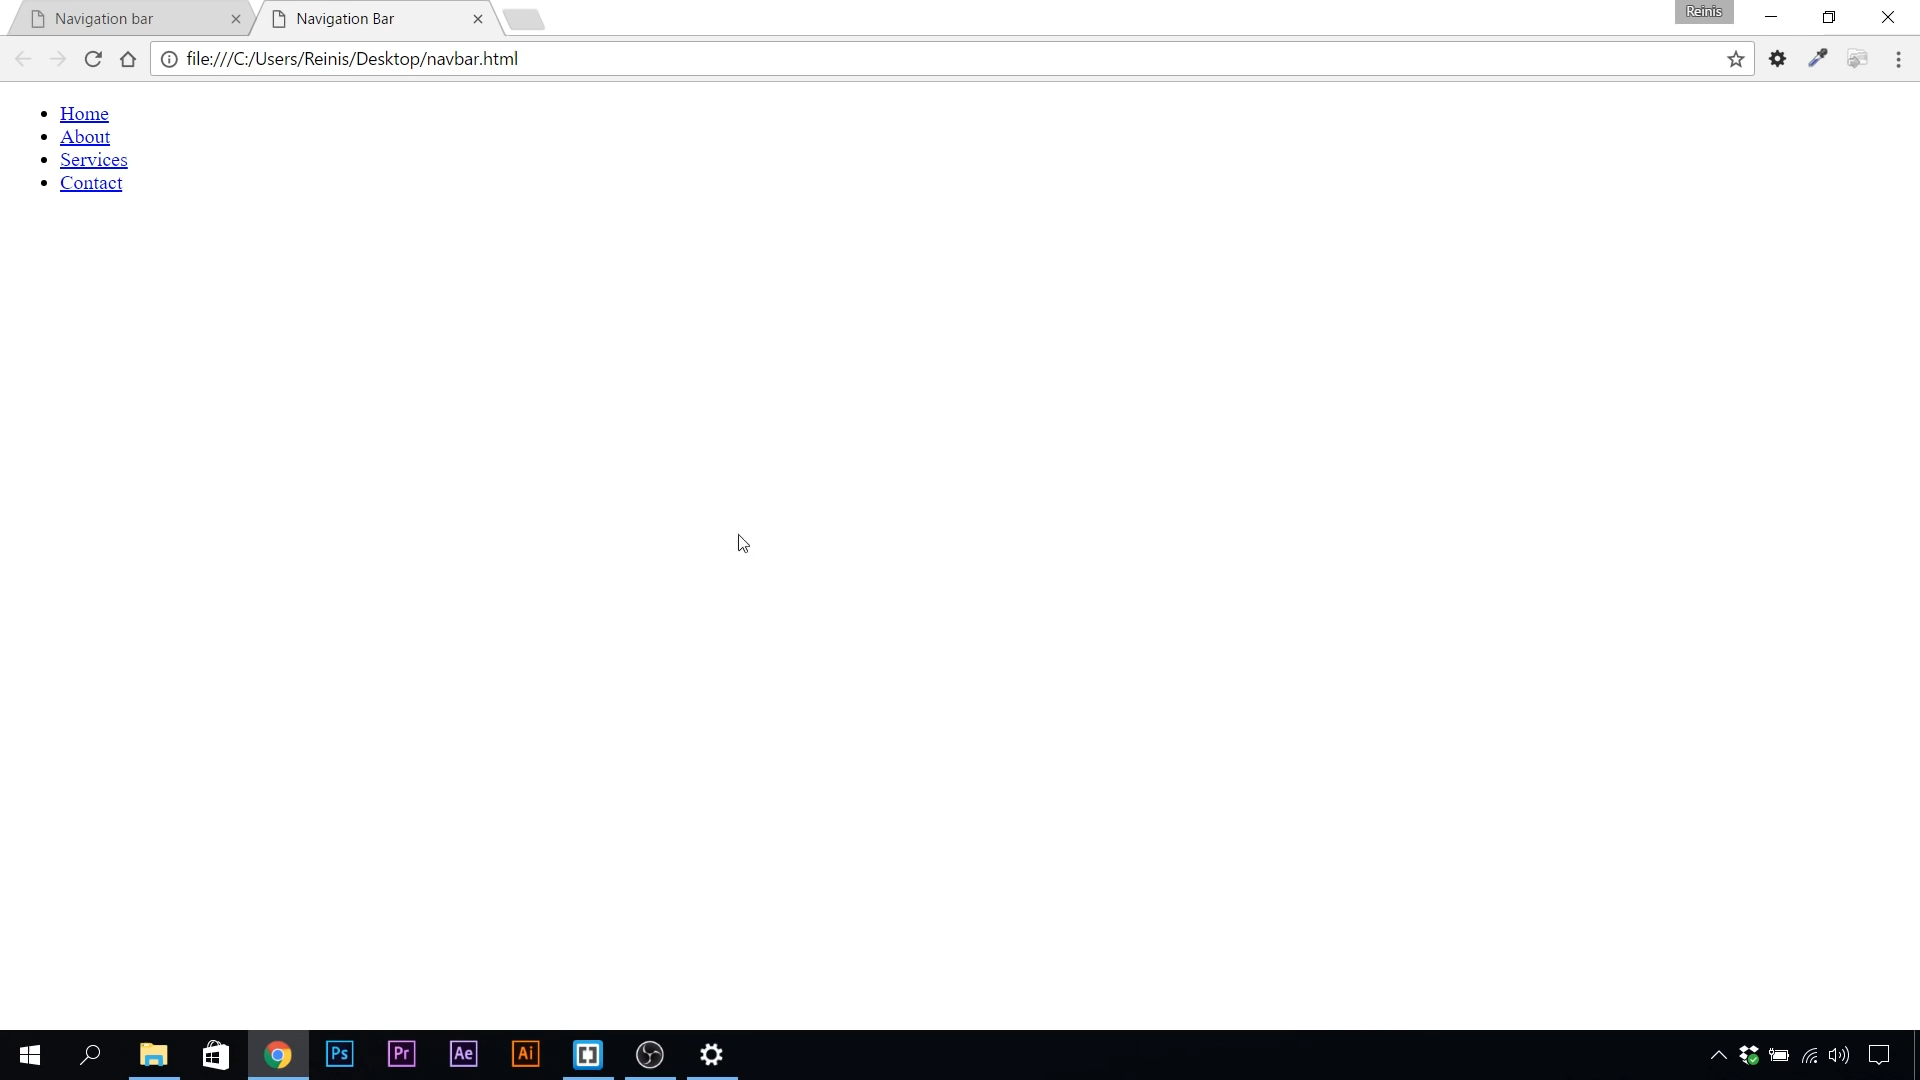 Navigation bar
Navigation Bar
Reinis
file:///C:/Users/Reinis/Desktop/navbar.html
Home
About
Services
Contact
Ps
Pr
Ae
Ai